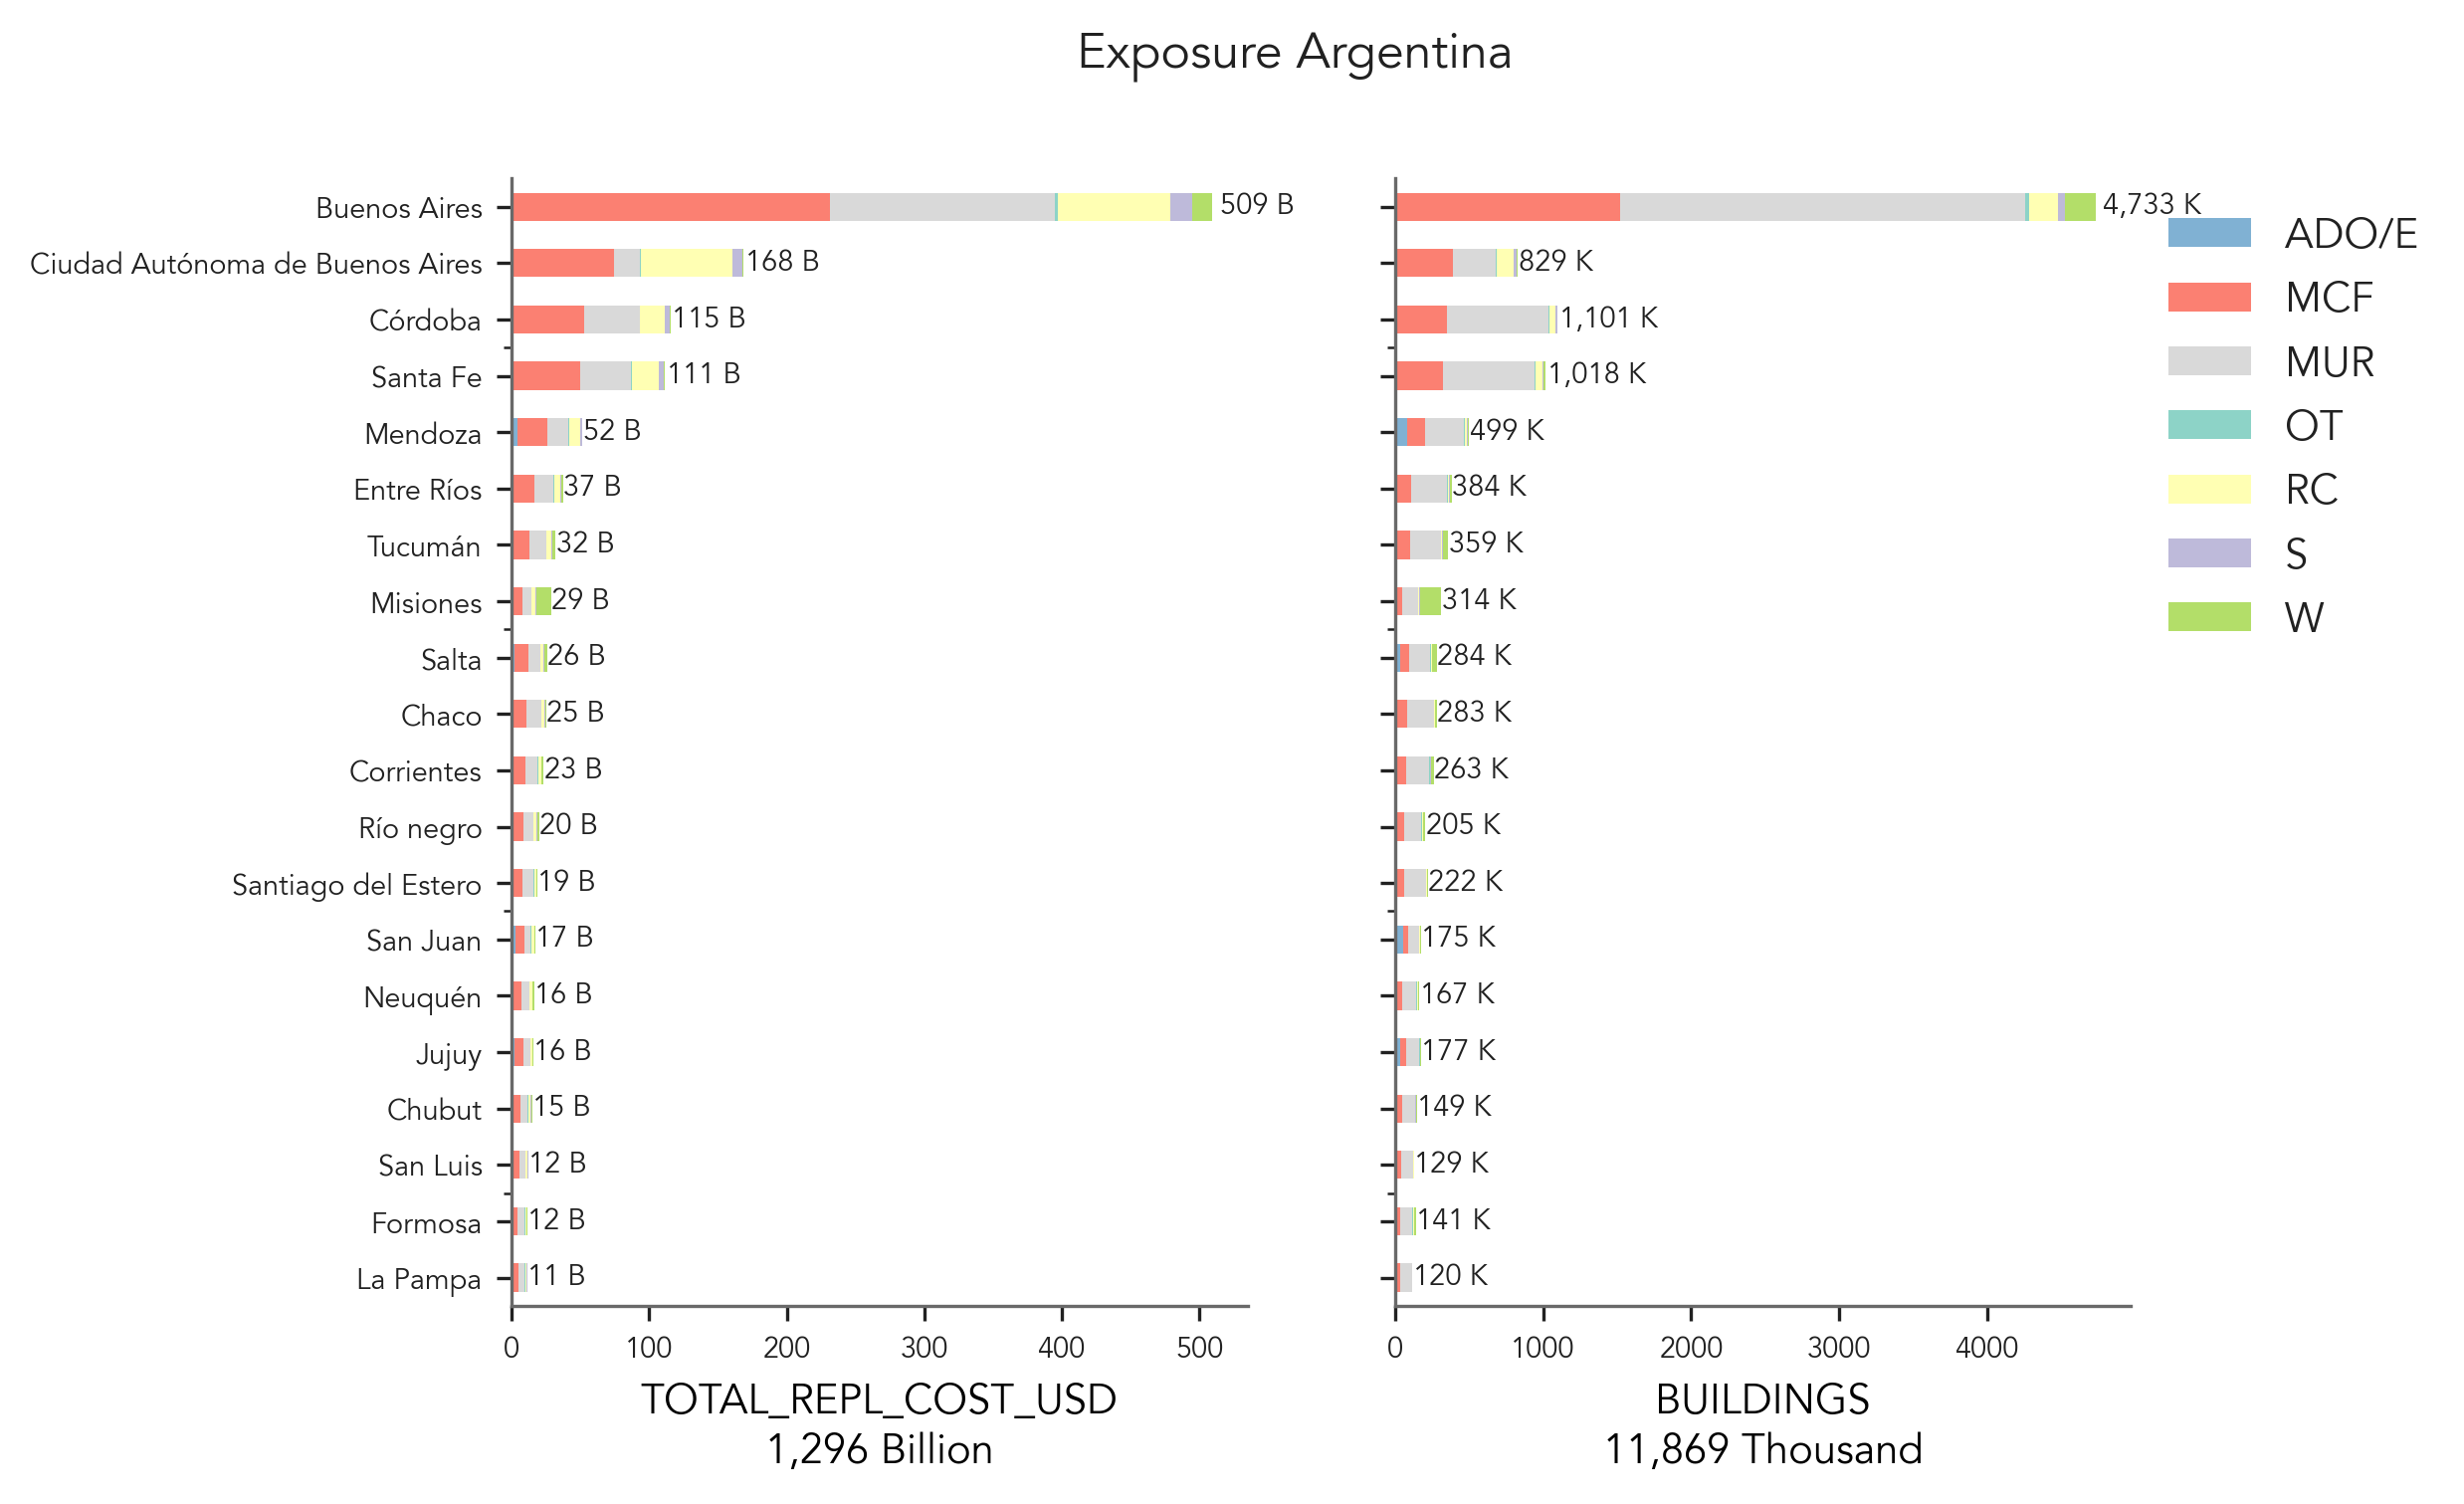 Exposure Argentina
Buenos Aires 509 B 4,733 K
Ciudad Autónoma de Buenos Aires 168 B 829 K
Córdoba 115 B 1,101 K
Santa Fe 111 B 1,018 K
Mendoza 52 B 499 K
Entre Ríos 37 B 384 K
Tucumán 32 B 359 K
Misiones 29 B 314 K
Salta 26 B 284 K
Chaco 25 B 283 K
Corrientes 23 B 263 K
Río negro 20 B 205 K
Santiago del Estero 19 B 222 K
San Juan 17 B 175 K
Neuquén 16 B 167 K
Jujuy 16 B 177 K
Chubut 15 B 149 K
San Luis 12 B 129 K
Formosa 12 B 141 K
La Pampa 11 B 120 K
0 100 200 300 400 500
TOTAL_REPL_COST_USD
1,296 Billion
0 1000 2000 3000 4000
BUILDINGS
11,869 Thousand
ADO/E
MCF
MUR
OT
RC
S
W